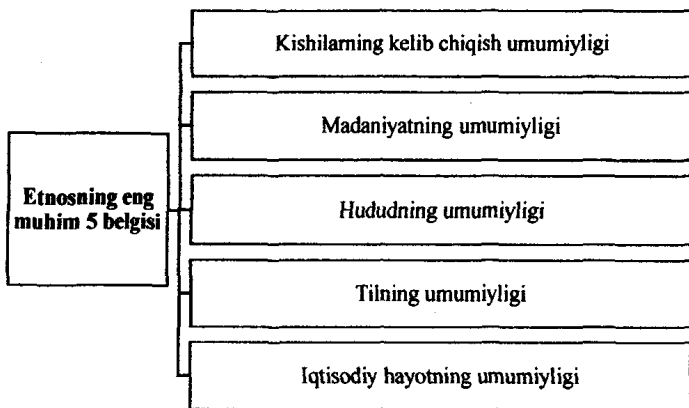 Etnosning eng
muhim 5 belgisi
Kishilarning kelib chiqish umumiyligi
Madaniyatning umumiyligi
Hududning umumiyligi
Tilning umumiyligi
Iqtisodiy hayotning umumiyligi